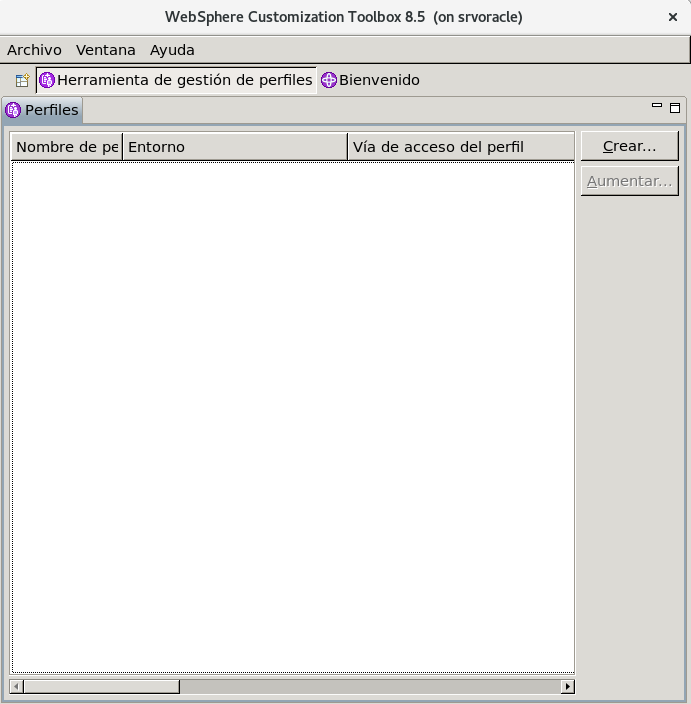 WebSphere Customization Toolbox 8.5 (on srvoracle)
Archivo Ventana Ayuda
Herramienta de gestión de perfiles Bienvenido
Perfiles
Nombre de pe Entorno Vía de acceso del perfil Crear...
Aumentar...